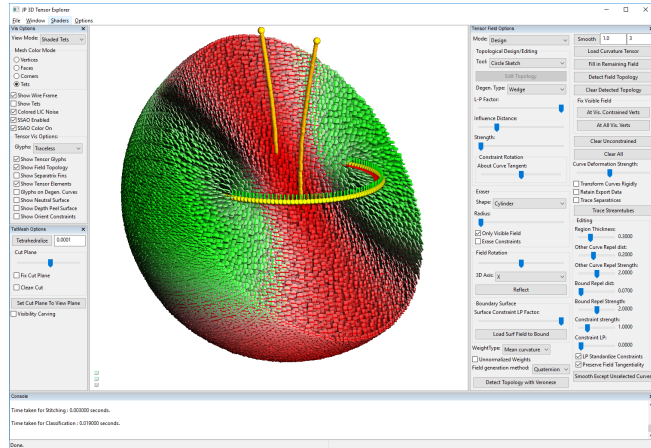 JP 3D Tensor Explorer
File Window Shaders Options
Vis Options
View Mode: Shaded Tets
Mesh Color Mode
Vertices
Faces
Corners
Tets
Show Wire Frame
Show Tets
Colored LIC Noise
SSAO Enabled
SSAO Color On
Tensor Vis Options:
Glyphs: Traceless
Show Tensor Glyphs
Show Field Topology
Show Separatrix Fins
Show Tensor Elements
Glyphs on Degen. Curves
Show Neutral Surface
Show Depth Peel Surface
Show Orient Constraints
TetMesh Options
Tetrahedralize 0.0001
Cut Plane
Fix Cut Plane
Clean Cut
Set Cut Plane To View Plane
Visibility Carving
Tensor Field Options
Mode: Design
Topological Design/Editing
Tool: Circle Sketch
Edit Topology
Degen. Type: Wedge
L-P Factor:
Influence Distance:
Strength:
Constraint Rotation
About Curve Tangent:
Eraser
Shape: Cylinder
Radius:
Only Visible Field
Erase Constraints
Field Rotation
3D Axis: X
Reflect
Boundary Surface
Surface Constraint LP Factor:
Load Surf Field to Bound
WeightType: Mean curvature
Unnormalized Weights
Field generation method: Quaternion
Detect Topology with Veronese
Smooth 1.0 3
Load Curvature Tensor
Fill in Remaining Field
Detect Field Topology
Clear Detected Topology
Fix Visible Field
At Vis. Contrained Verts
At All Vis. Verts
Clear Unconstrained
Clear All
Curve Deformation Strength:
Transform Curves Rigidly
Retain Export Data
Trace Separatrices
Trace Streamtubes
Editing
Region Thickness:
0.3000
Other Curve Repel dist:
0.2000
Other Curve Repel Strength:
2.0000
Bound Repel dist:
0.0700
Bound Repel Strength:
2.0000
Constraint strength:
1.0000
Constraint LP:
0.0000
LP Standardize Constraints
Preserve Field Tangentiality
Smooth Except Unselected Curve
Console
Time taken for Stitching : 0.003000 seconds.
Time taken for Classification : 0.019000 seconds.
Done.